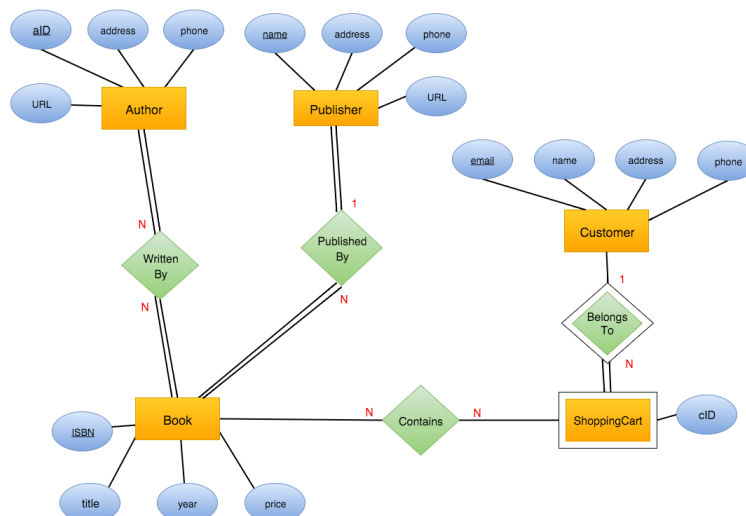 aID
address
phone
name
address
phone
URL
Author
Publisher
URL
email
name
address
phone
Customer
N
1
Written
By
Published
By
1
N
N
Belongs
To
N
Book
ISBN
N
Contains
N
ShoppingCart
cID
title
year
price